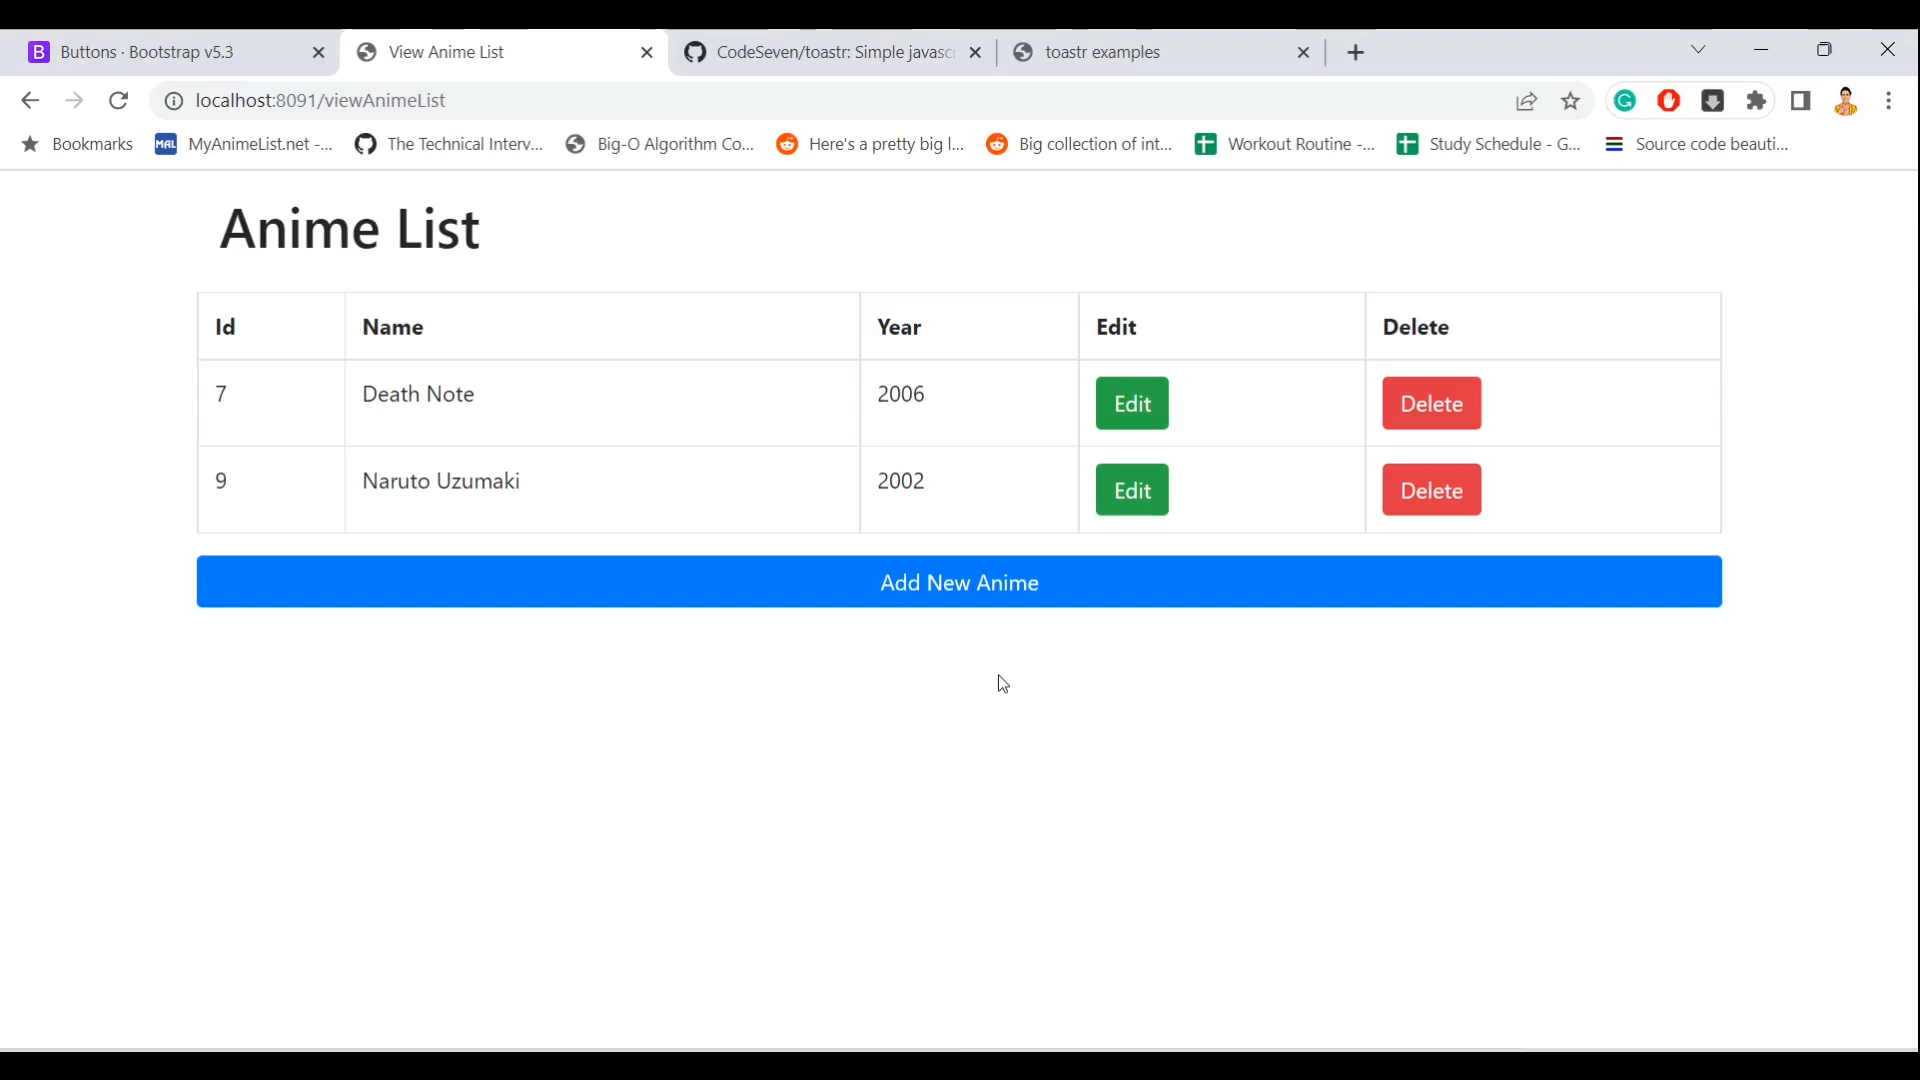 B Buttons · Bootstrap v5.3 View Anime List CodeSeven/toastr: Simple javasc toastr examples
localhost:8091/viewAnimeList G
Bookmarks MAL MyAnimeList.net -... The Technical Interv... Big-O Algorithm Co... Here's a pretty big l... Big collection of int... Workout Routine -... Study Schedule - G... Source code beauti...
Anime List
Id Name Year Edit Delete
7 Death Note 2006 Edit Delete
9 Naruto Uzumaki 2002 Edit Delete
Add New Anime